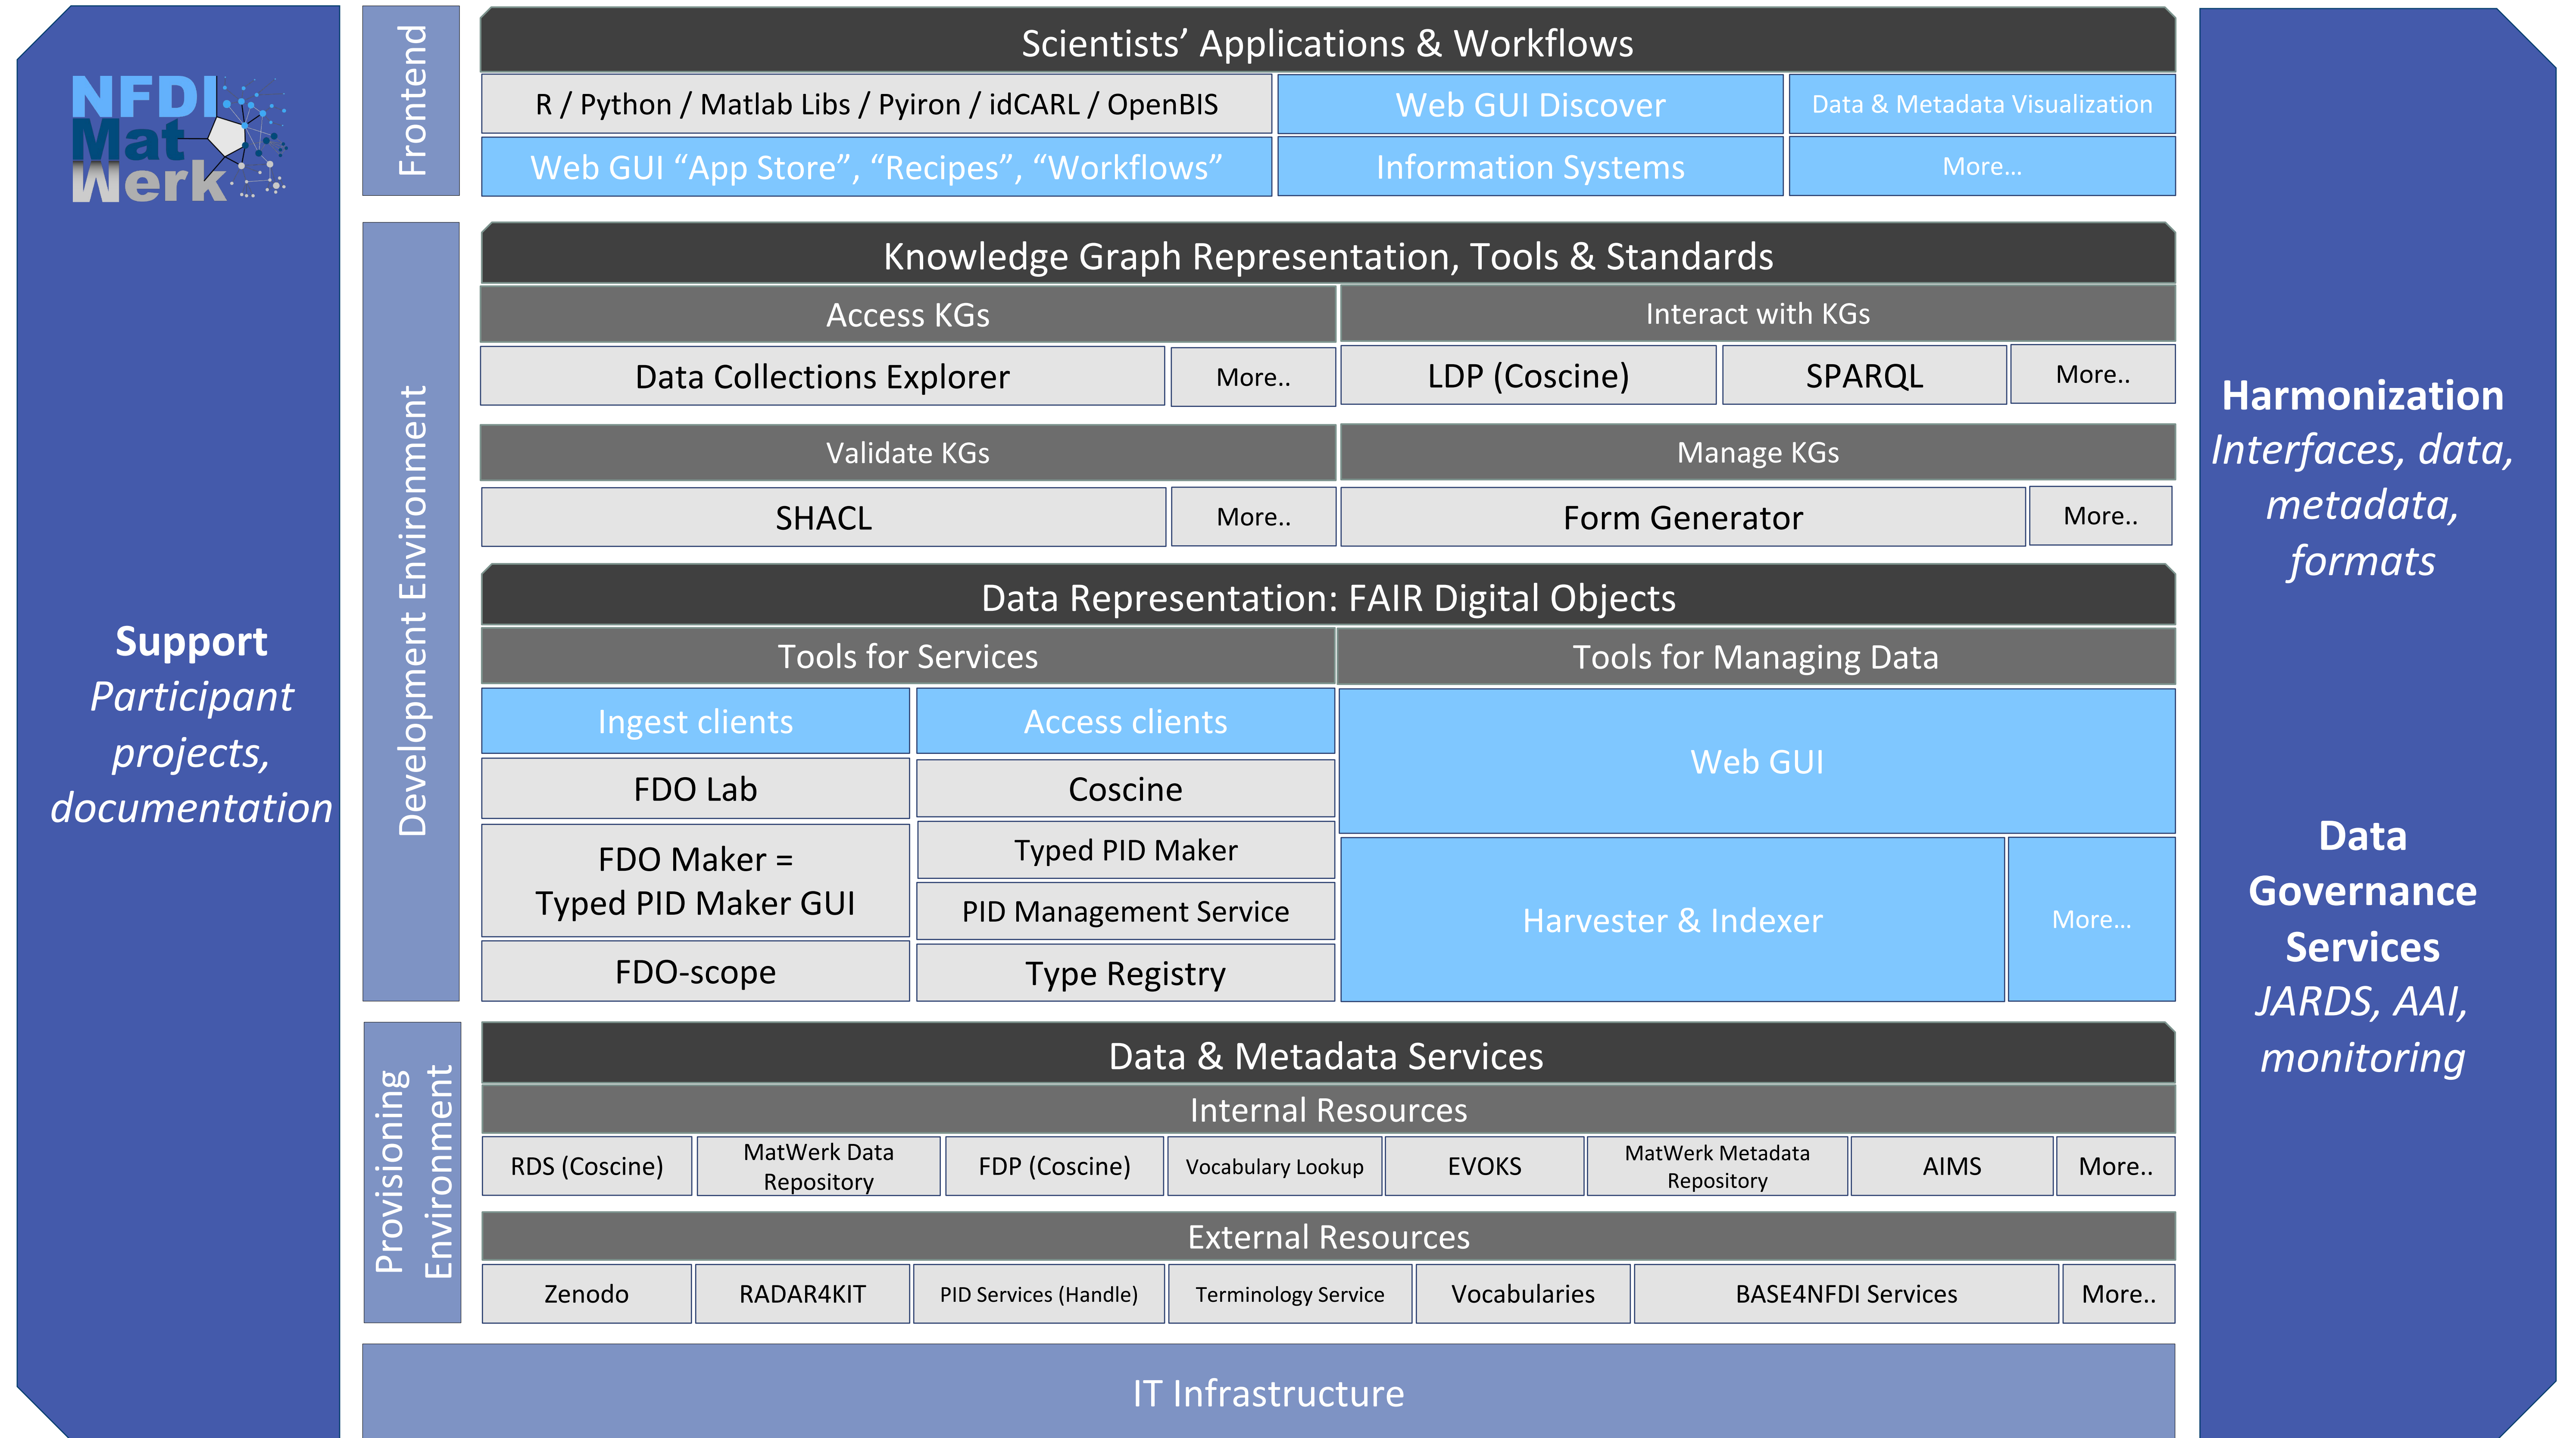 NFDI
Mat
Werk
Support
Participant
projects,
documentation
Frontend
Scientists’ Applications & Workflows
R / Python / Matlab Libs / Pyiron / idCARL / OpenBIS
Web GUI Discover
Data & Metadata Visualization
Web GUI “App Store”, “Recipes”, “Workflows”
Information Systems
More...
Development Environment
Knowledge Graph Representation, Tools & Standards
Access KGs
Interact with KGs
Data Collections Explorer
More..
LDP (Coscine)
SPARQL
More..
Validate KGs
Manage KGs
SHACL
More..
Form Generator
More..
Data Representation: FAIR Digital Objects
Tools for Services
Tools for Managing Data
Ingest clients
Access clients
Web GUI
FDO Lab
Coscine
FDO Maker =
Typed PID Maker GUI
Typed PID Maker
PID Management Service
Harvester & Indexer
More...
FDO-scope
Type Registry
Provisioning
Environment
Data & Metadata Services
Internal Resources
RDS (Coscine)
MatWerk Data
Repository
FDP (Coscine)
Vocabulary Lookup
EVOKS
MatWerk Metadata
Repository
AIMS
More..
External Resources
Zenodo
RADAR4KIT
PID Services (Handle)
Terminology Service
Vocabularies
BASE4NFDI Services
More..
IT Infrastructure
Harmonization
Interfaces, data,
metadata,
formats
Data
Governance
Services
JARDS, AAI,
monitoring